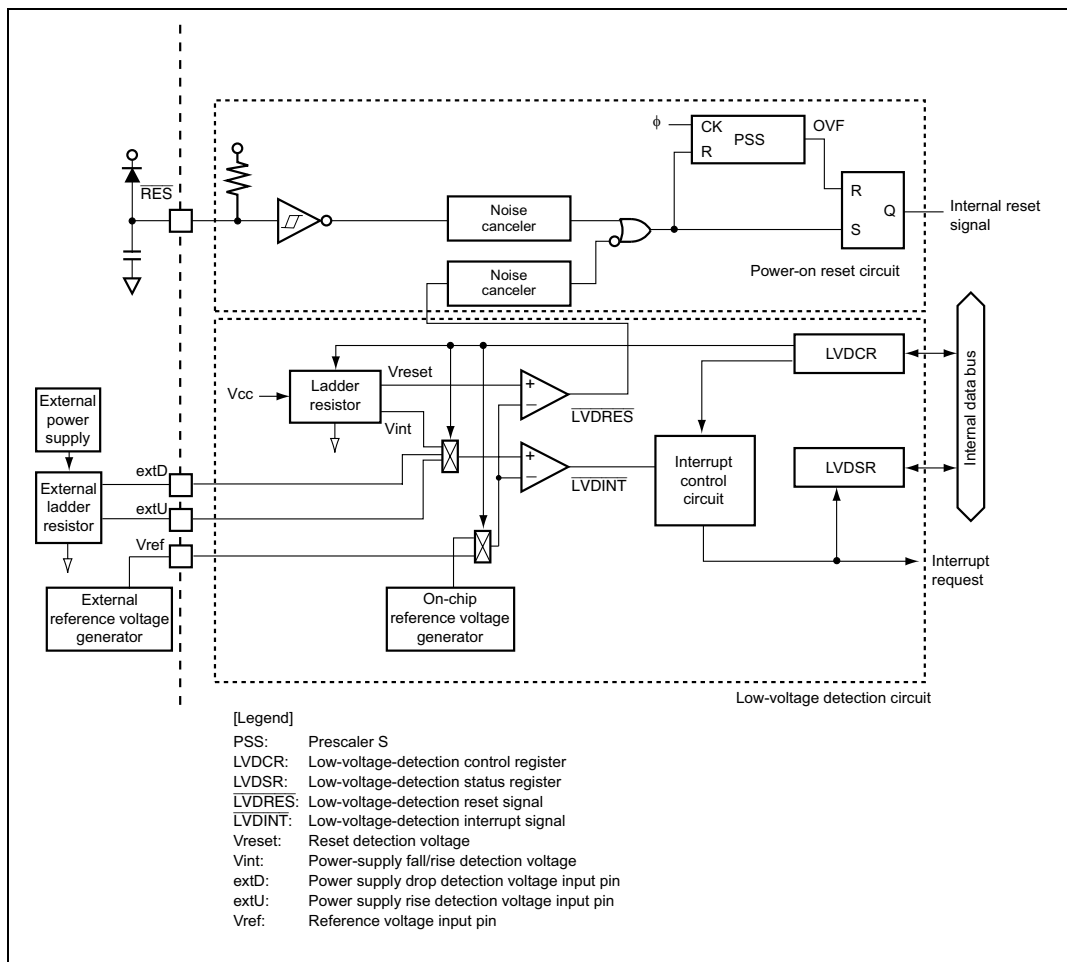 φ
CK
PSS
R
OVF
R
Q
S
Internal reset
signal
RES
Noise
canceler
Noise
canceler
Power-on reset circuit
LVDCR
Internal data bus
Vreset
Vcc
Ladder
resistor
Vint
+
−
LVDRES
External
power
supply
+
−
LVDINT
Interrupt
control
circuit
LVDSR
extD
External
ladder
resistor
extU
Vref
Interrupt
request
External
reference voltage
generator
On-chip
reference voltage
generator
Low-voltage detection circuit
[Legend]
PSS: Prescaler S
LVDCR: Low-voltage-detection control register
LVDSR: Low-voltage-detection status register
LVDRES: Low-voltage-detection reset signal
LVDINT: Low-voltage-detection interrupt signal
Vreset: Reset detection voltage
Vint: Power-supply fall/rise detection voltage
extD: Power supply drop detection voltage input pin
extU: Power supply rise detection voltage input pin
Vref: Reference voltage input pin